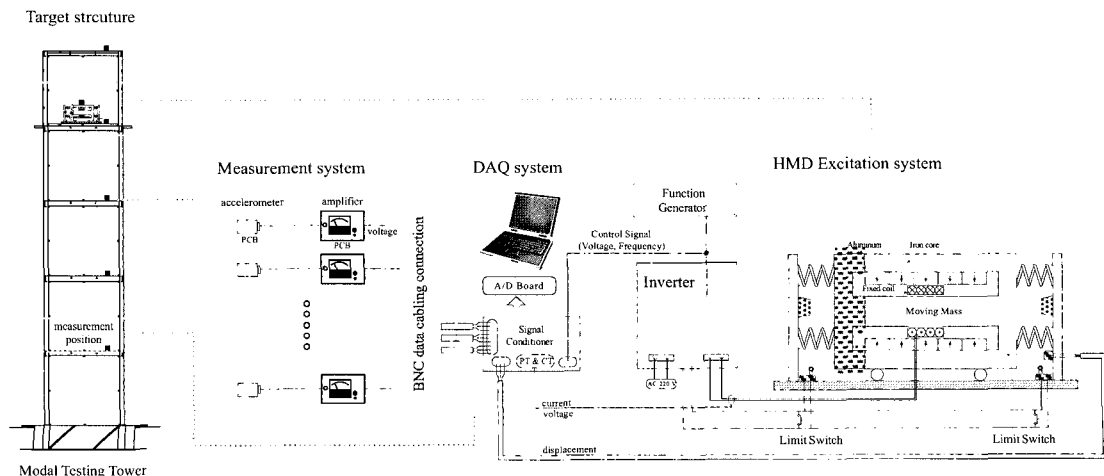 Target strcuture
Measurement system
DAQ system
HMD Excitation system
accelerometer
amplifier
Function
Generator
PCB
PCB
voltage
BNC data cabling connection
Control Signal
(Voltage, Frequency)
Aluminum
Iron core
Inverter
A/D Board
Fixed coil
Moving Mass
measurement
position
Signal
Conditioner
PT & CT
AC 220 V
current
voltage
displacement
Limit Switch
Limit Switch
Modal Testing Tower